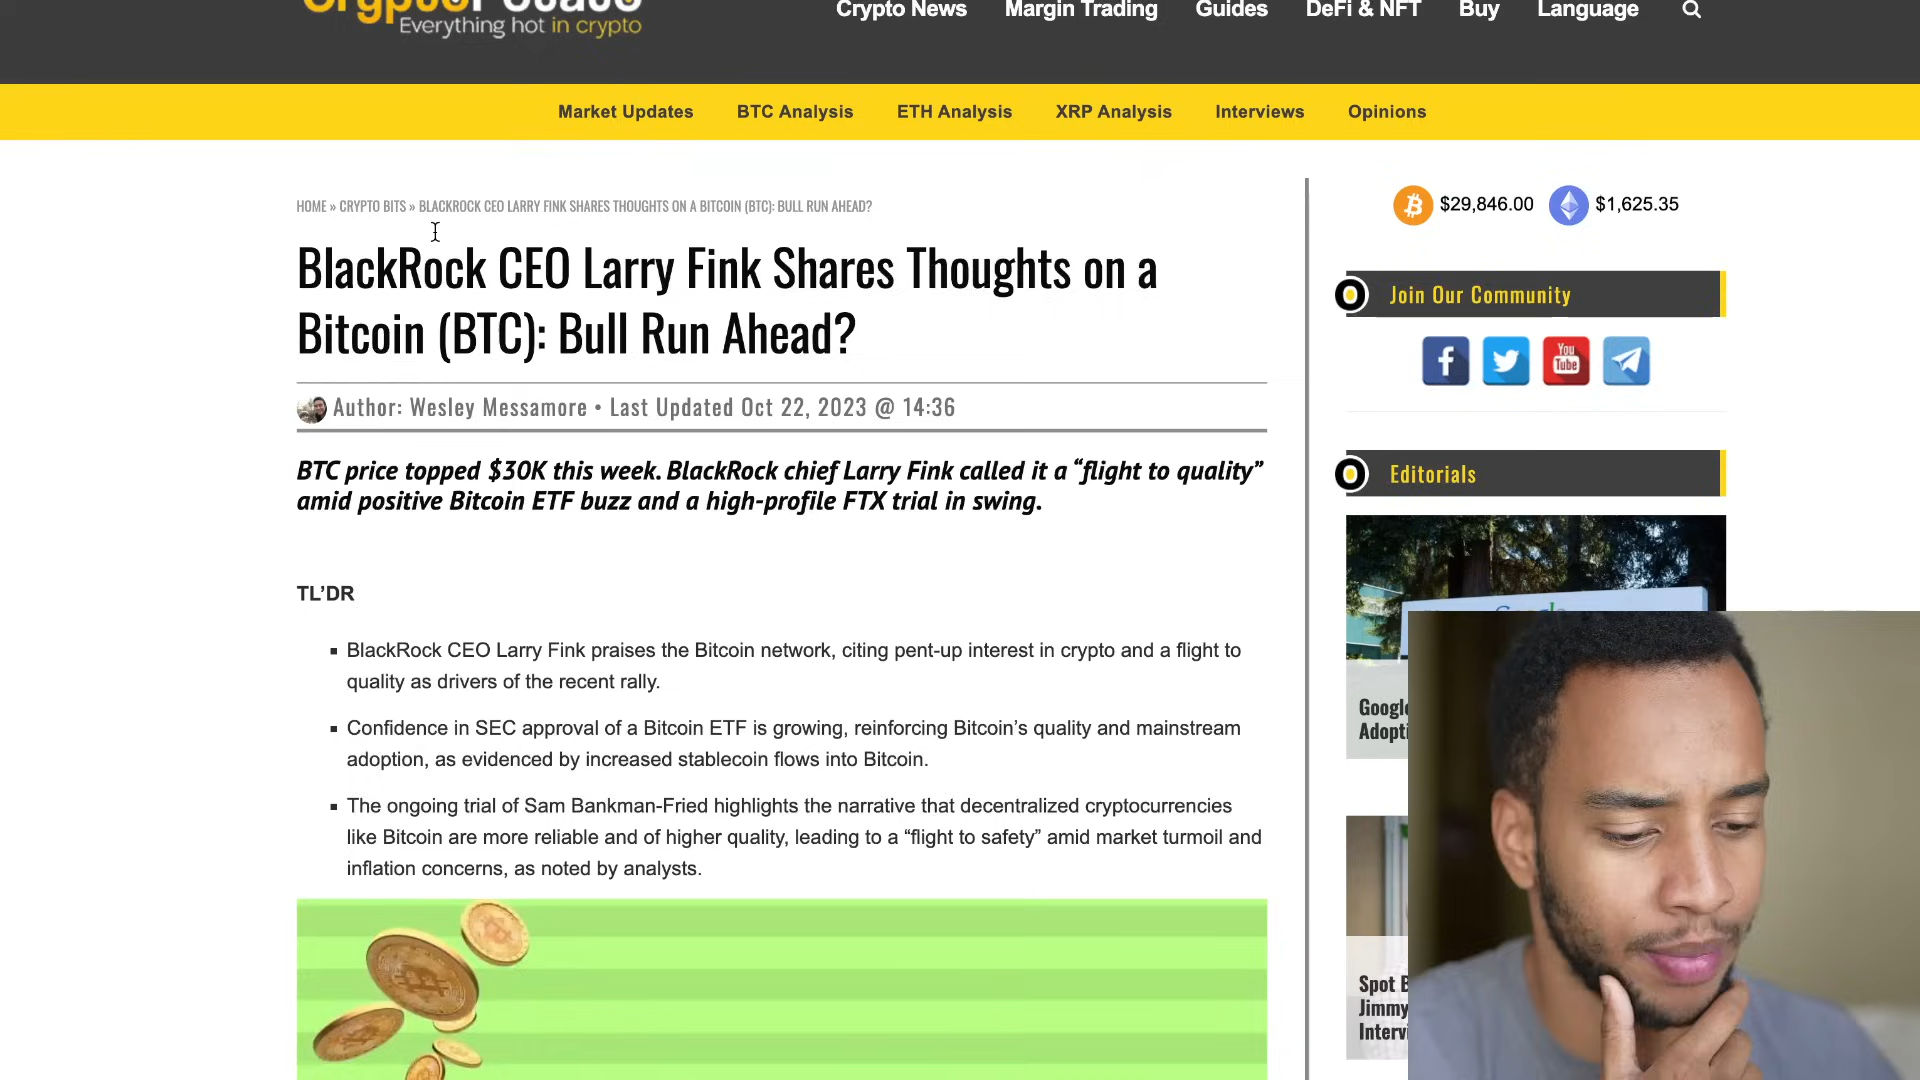 CryptoPotato
Everything hot in crypto
Crypto News Margin Trading Guides DeFi & NFT Buy Language
Market Updates BTC Analysis ETH Analysis XRP Analysis Interviews Opinions
HOME » CRYPTO BITS » BLACKROCK CEO LARRY FINK SHARES THOUGHTS ON A BITCOIN (BTC): BULL RUN AHEAD?
BlackRock CEO Larry Fink Shares Thoughts on a
Bitcoin (BTC): Bull Run Ahead?
Author: Wesley Messamore • Last Updated Oct 22, 2023 @ 14:36
BTC price topped $30K this week. BlackRock chief Larry Fink called it a “flight to quality”
amid positive Bitcoin ETF buzz and a high-profile FTX trial in swing.
TL’DR
▪ BlackRock CEO Larry Fink praises the Bitcoin network, citing pent-up interest in crypto and a flight to
quality as drivers of the recent rally.
▪ Confidence in SEC approval of a Bitcoin ETF is growing, reinforcing Bitcoin’s quality and mainstream
adoption, as evidenced by increased stablecoin flows into Bitcoin.
▪ The ongoing trial of Sam Bankman-Fried highlights the narrative that decentralized cryptocurrencies
like Bitcoin are more reliable and of higher quality, leading to a “flight to safety” amid market turmoil and
inflation concerns, as noted by analysts.
$29,846.00 $1,625.35
Join Our Community
You
Tube
Editorials
Google
Adopti
Spot B
Jimmy
Intervi